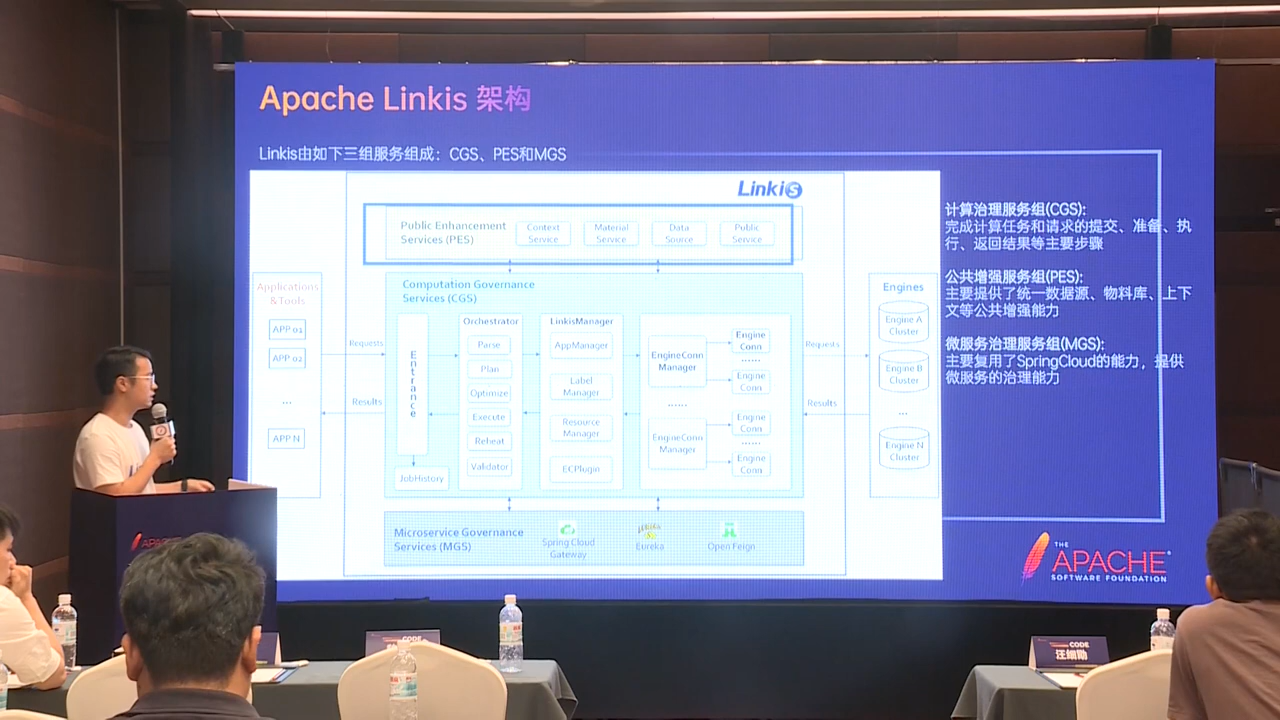 Apache Linkis 架构
Linkis由如下三组服务组成：CGS、PES和MGS
LinkiS
Public Enhancement
Services (PES)
Context
Service
Material
Service
Data
Source
Public
Service
Applications
&Tools
APP 01
APP 02
...
APP N
Requests
Results
Computation Governance
Services (CGS)
Entrance
JobHistory
Orchestrator
Parse
Plan
Optimize
Execute
Reheat
Validator
LinkisManager
AppManager
Label
Manager
Resource
Manager
ECPlugin
EngineConn
Manager
......
EngineConn
Manager
Engine
Conn
......
Engine
Conn
Engine
Conn
......
Engine
Conn
Requests
Results
Engines
Engine A
Cluster
Engine B
Cluster
...
Engine N
Cluster
Microservice Governance
Services (MGS)
Spring Cloud
Gateway
Eureka
Open Feign
计算治理服务组(CGS):
完成计算任务和请求的提交、准备、执
行、返回结果等主要步骤
公共增强服务组(PES):
主要提供了统一数据源、物料库、上下
文等公共增强能力
微服务治理服务组(MGS):
主要复用了SpringCloud的能力，提供
微服务的治理能力
THE
APACHE
SOFTWARE FOUNDATION
APACHE
CODE
CODE